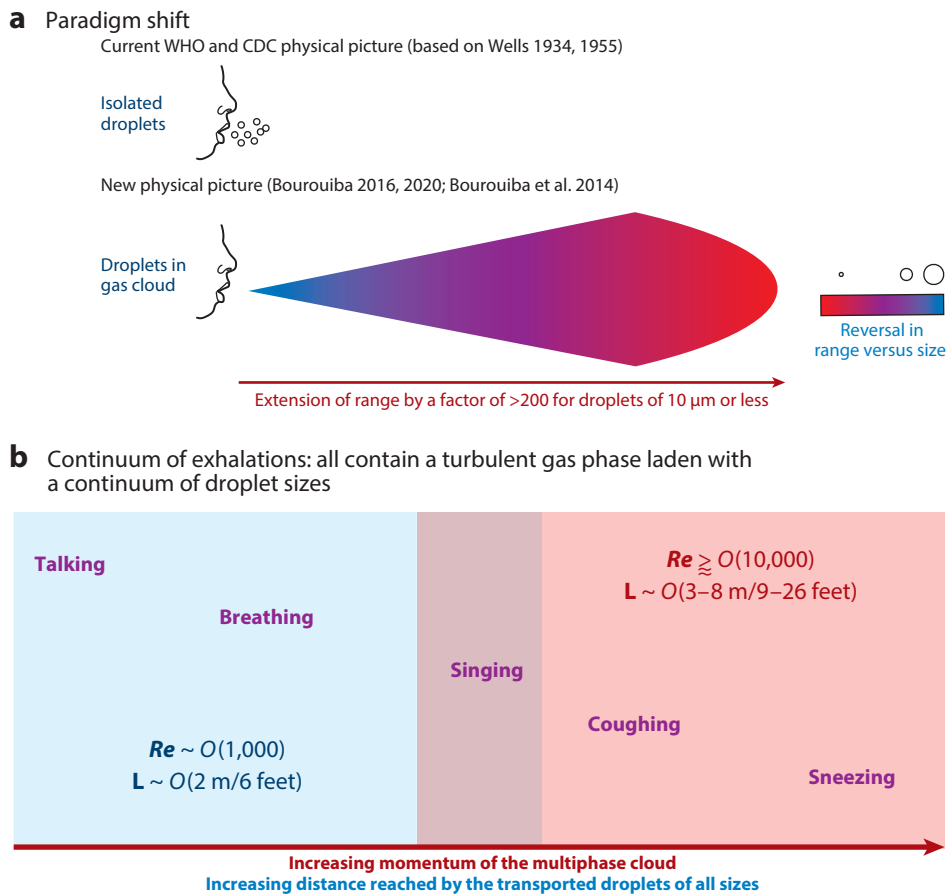 a Paradigm shift
Current WHO and CDC physical picture (based on Wells 1934, 1955)
Isolated
droplets
New physical picture (Bourouiba 2016, 2020; Bourouiba et al. 2014)
Droplets in
gas cloud
Reversal in
range versus size
Extension of range by a factor of >200 for droplets of 10 μm or less
b Continuum of exhalations: all contain a turbulent gas phase laden with
a continuum of droplet sizes
Talking
Breathing
Singing
Coughing
Sneezing
Re ~ O(1,000)
L ~ O(2 m/6 feet)
Re ⪆ O(10,000)
L ~ O(3–8 m/9–26 feet)
Increasing momentum of the multiphase cloud
Increasing distance reached by the transported droplets of all sizes